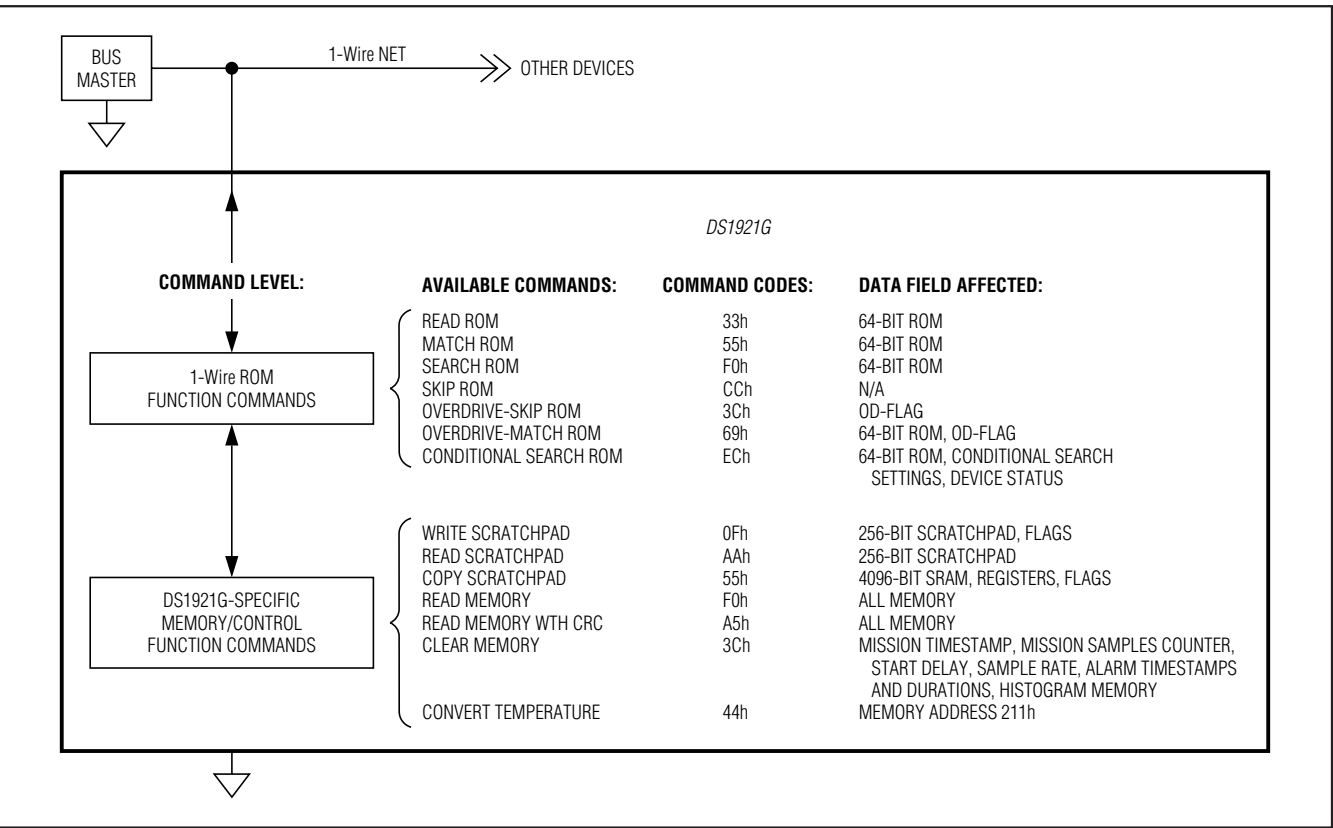 BUS
MASTER
1-Wire NET
OTHER DEVICES
DS1921G
COMMAND LEVEL: AVAILABLE COMMANDS: COMMAND CODES: DATA FIELD AFFECTED:
1-Wire ROM
FUNCTION COMMANDS
READ ROM 33h 64-BIT ROM
MATCH ROM 55h 64-BIT ROM
SEARCH ROM F0h 64-BIT ROM
SKIP ROM CCh N/A
OVERDRIVE-SKIP ROM 3Ch OD-FLAG
OVERDRIVE-MATCH ROM 69h 64-BIT ROM, OD-FLAG
CONDITIONAL SEARCH ROM ECh 64-BIT ROM, CONDITIONAL SEARCH
SETTINGS, DEVICE STATUS
DS1921G-SPECIFIC
MEMORY/CONTROL
FUNCTION COMMANDS
WRITE SCRATCHPAD 0Fh 256-BIT SCRATCHPAD, FLAGS
READ SCRATCHPAD AAh 256-BIT SCRATCHPAD
COPY SCRATCHPAD 55h 4096-BIT SRAM, REGISTERS, FLAGS
READ MEMORY F0h ALL MEMORY
READ MEMORY WTH CRC A5h ALL MEMORY
CLEAR MEMORY 3Ch MISSION TIMESTAMP, MISSION SAMPLES COUNTER,
START DELAY, SAMPLE RATE, ALARM TIMESTAMPS
AND DURATIONS, HISTOGRAM MEMORY
CONVERT TEMPERATURE 44h MEMORY ADDRESS 211h